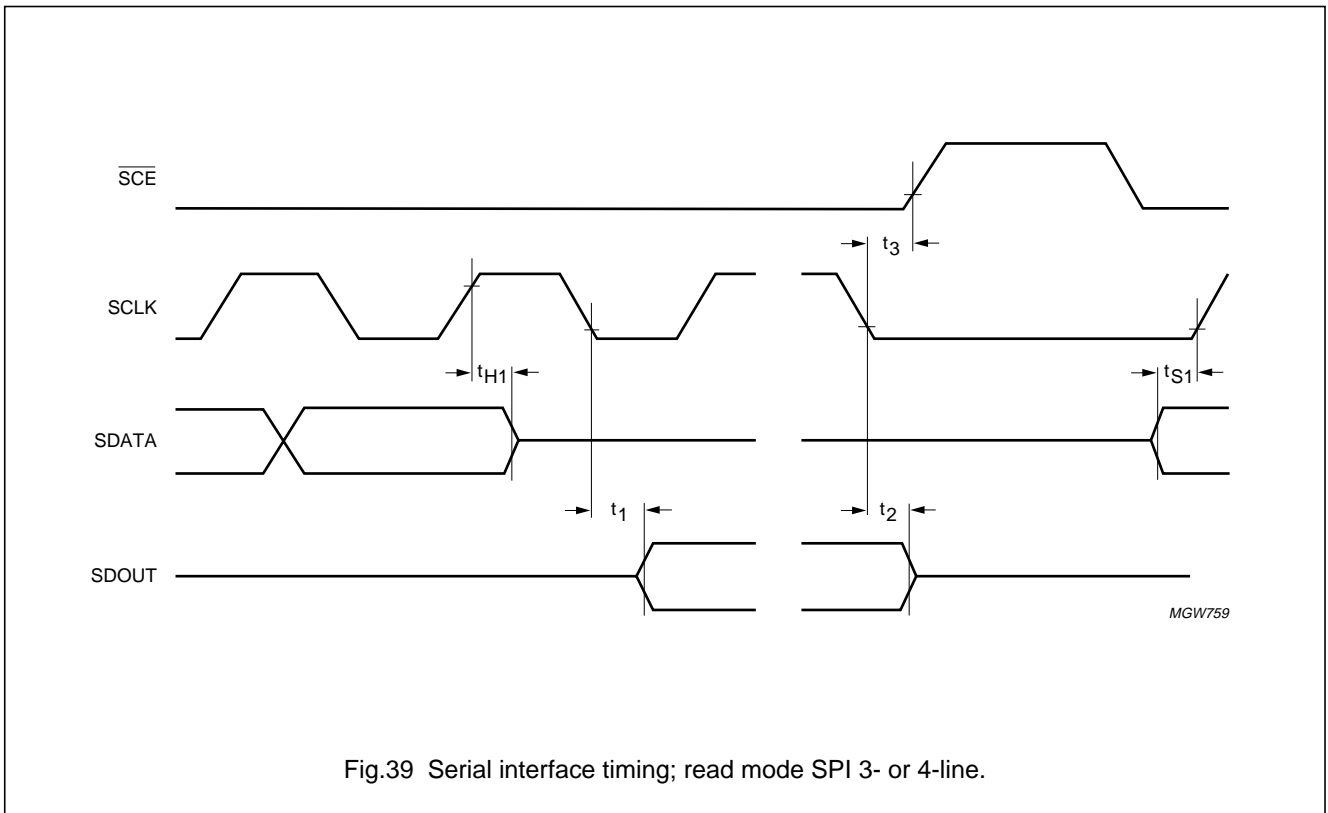 SCE
t3
SCLK
tH1
tS1
SDATA
t1
t2
SDOUT
MGW759
Fig.39 Serial interface timing; read mode SPI 3- or 4-line.